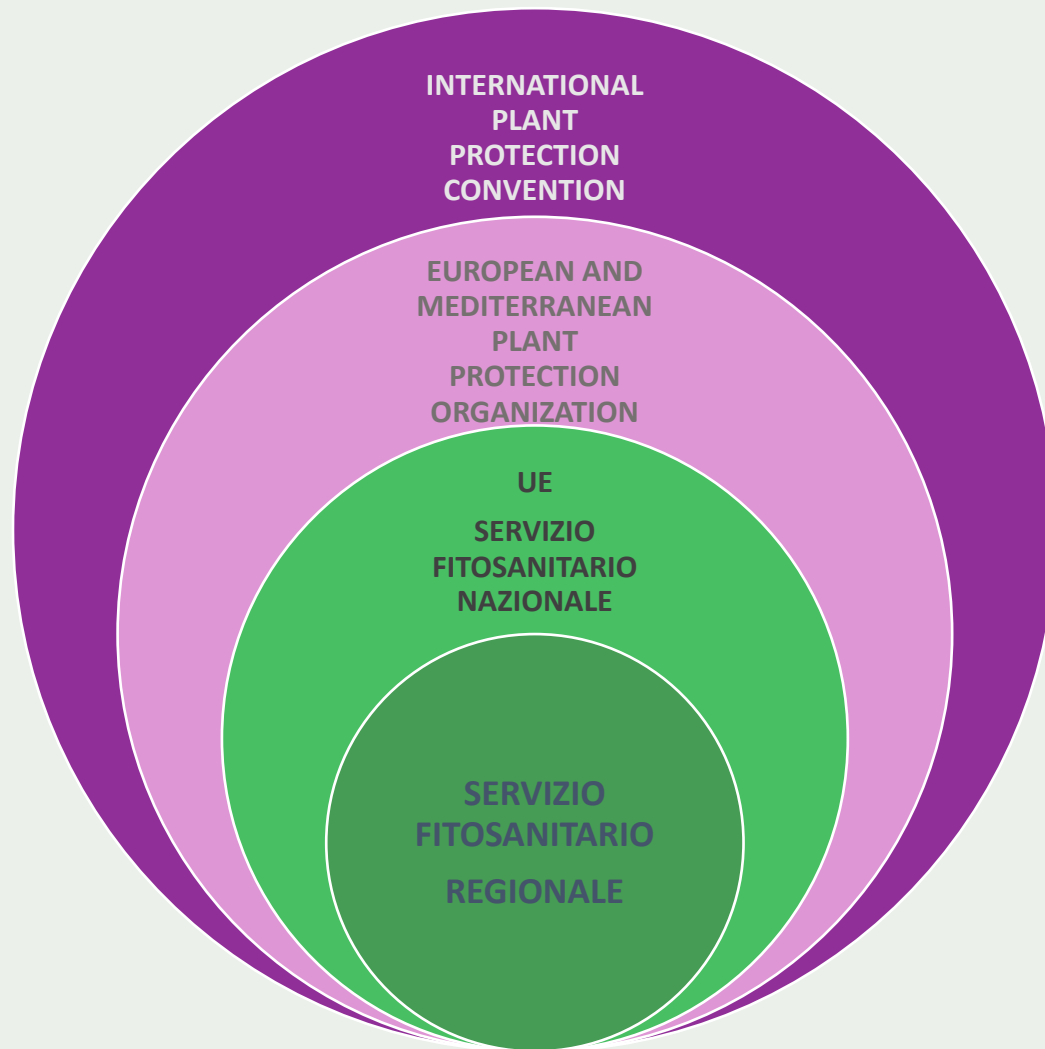 INTERNATIONAL
PLANT
PROTECTION
CONVENTION
EUROPEAN AND
MEDITERRANEAN
PLANT
PROTECTION
ORGANIZATION
UE
SERVIZIO
FITOSANITARIO
NAZIONALE
SERVIZIO
FITOSANITARIO
REGIONALE